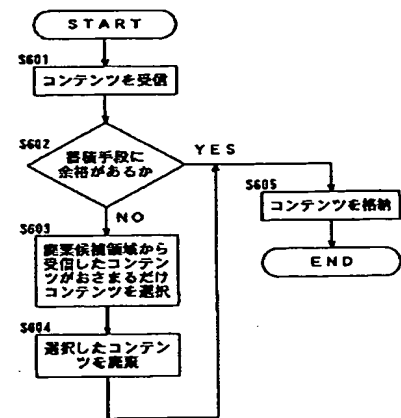 START
S601
コンテンツを受信
S602
蓄積手段に
余裕があるか
YES
NO
S603
廃棄候補領域から
受信したコンテン
ツがおさまるだけ
コンテンツを選択
S604
選択したコンテン
ツを廃棄
S605
コンテンツを格納
END